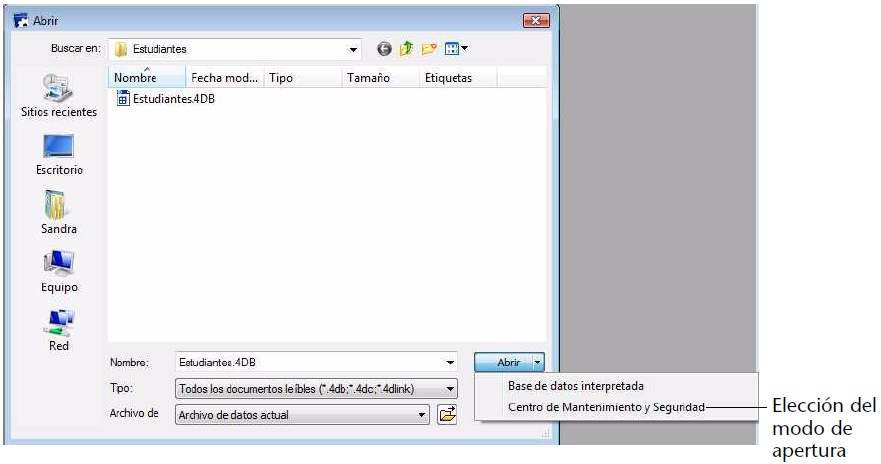 Abrir
Buscar en: Estudiantes
Nombre Fecha mod... Tipo Tamaño Etiquetas
Estudiantes.4DB
Sitios recientes
Escritorio
Sandra
Equipo
Red
Nombre: Estudiantes.4DB Abrir
Tipo: Todos los documentos leíbles (*.4db;*.4dc;*.4dlink)
Archivo de Archivo de datos actual
Base de datos interpretada
Centro de Mantenimiento y Seguridad
Elección del
modo de
apertura